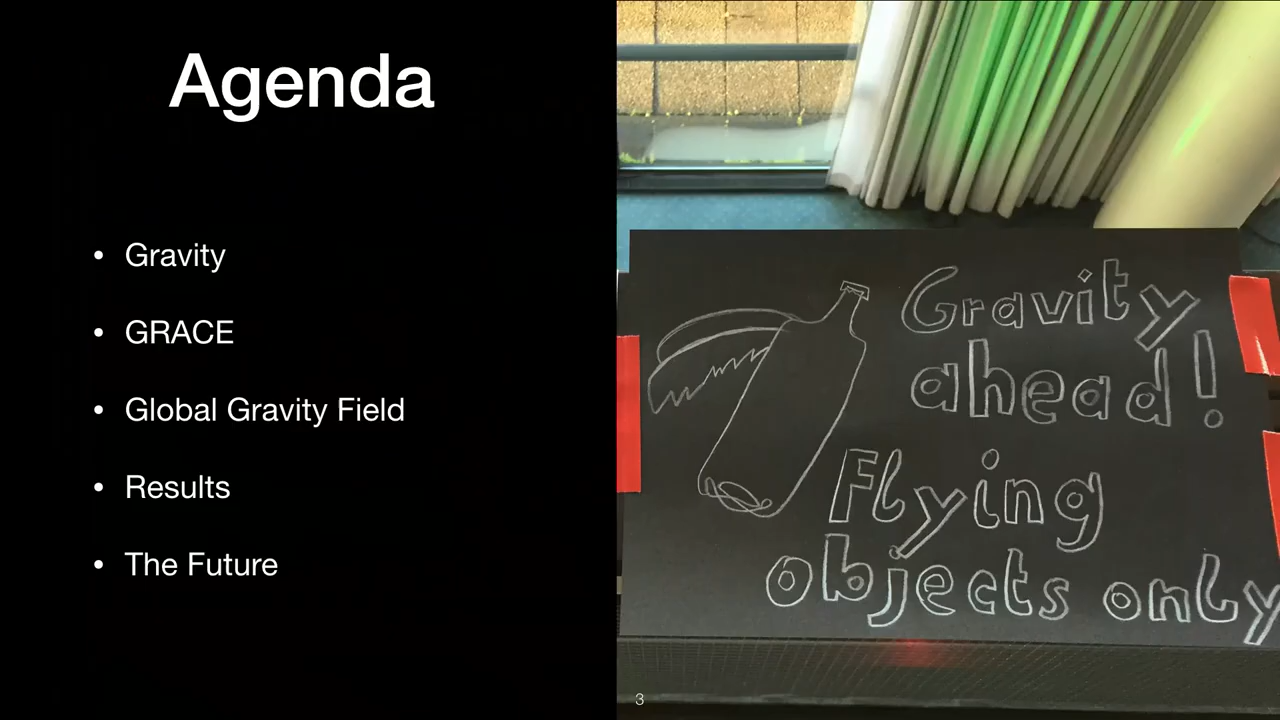 Agenda
• Gravity
• GRACE
• Global Gravity Field
• Results
• The Future
Gravity
ahead!
Flying
objects only
3